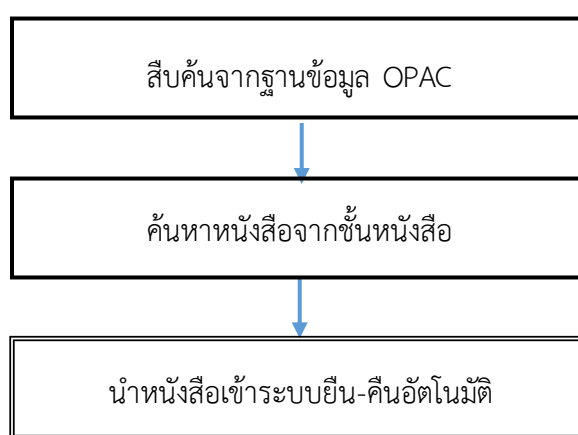 สืบค้นจากฐานข้อมูล OPAC
ค้นหาหนังสือจากชั้นหนังสือ
นำหนังสือเข้าระบบยืน-คืนอัตโนมัติ